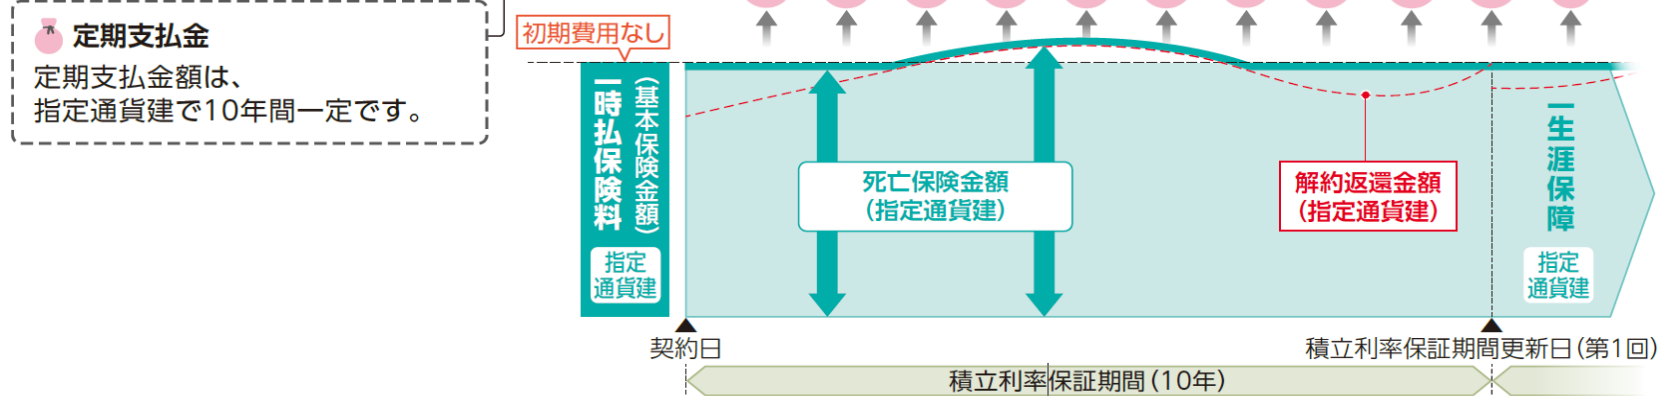 定期支払金
定期支払金額は、
指定通貨建で10年間一定です。
初期費用なし
一時払保険料
(基本保険金額)
指定
通貨建
死亡保険金額
(指定通貨建)
解約返還金額
(指定通貨建)
一生涯保障
指定
通貨建
契約日
積立利率保証期間更新日(第1回)
積立利率保証期間(10年)